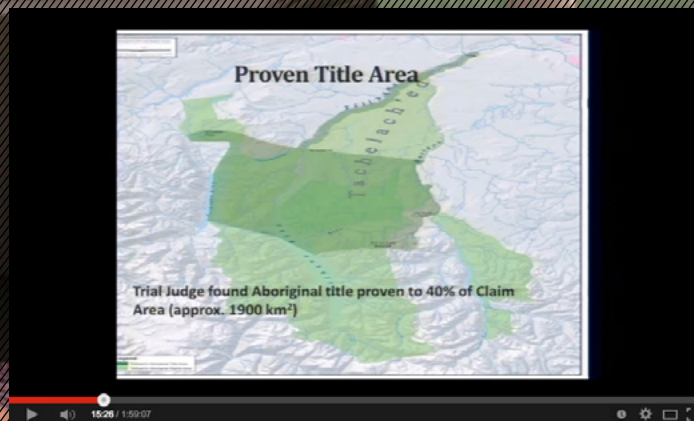 Proven Title Area
Tachelach'ed
Trial Judge found Aboriginal title proven to 40% of Claim
Area (approx. 1900 km²)
15:26 / 1:59:07